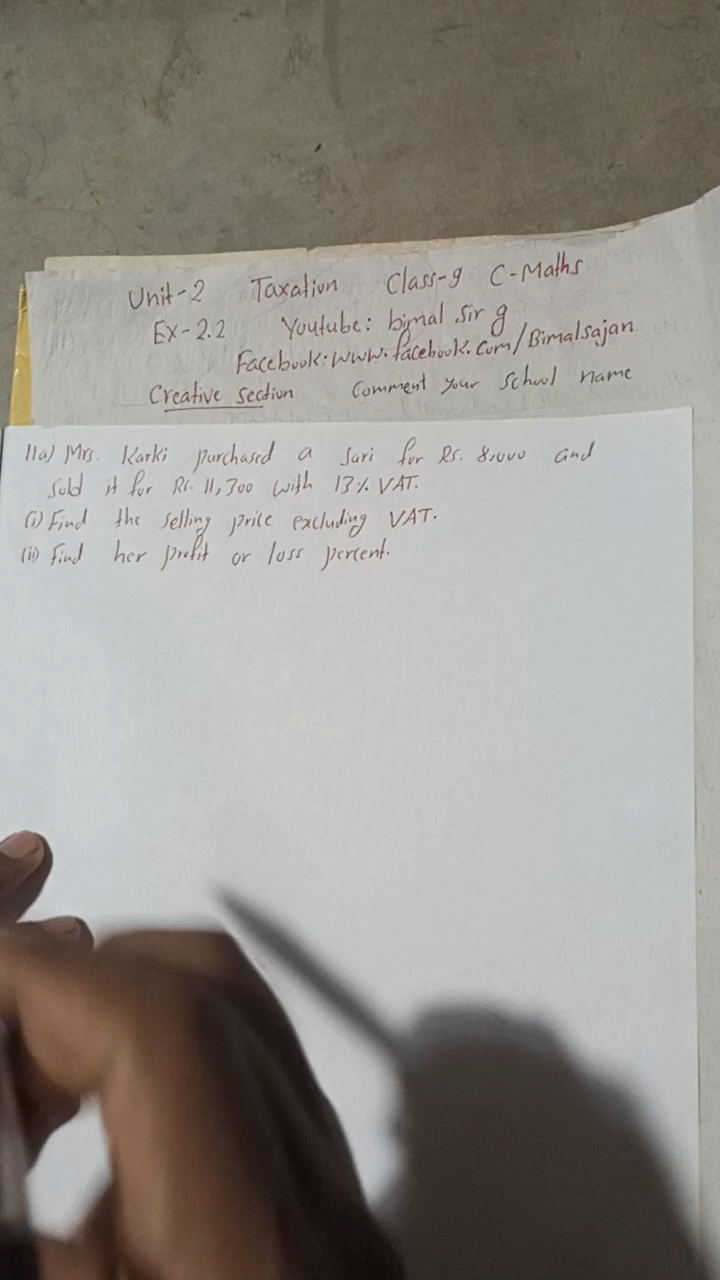 Unit-2 Taxation Class-9 C-Maths
Ex-2.2 Youtube: bimal sir g
Facebook: www.facebook.com/Bimalsajan
Creative section Comment your school name
11a) Mrs. Karki purchased a sari for Rs. 8,000 and
sold it for Rs. 11,300 with 13% VAT.
(i) Find the selling price excluding VAT.
(ii) Find her profit or loss percent.